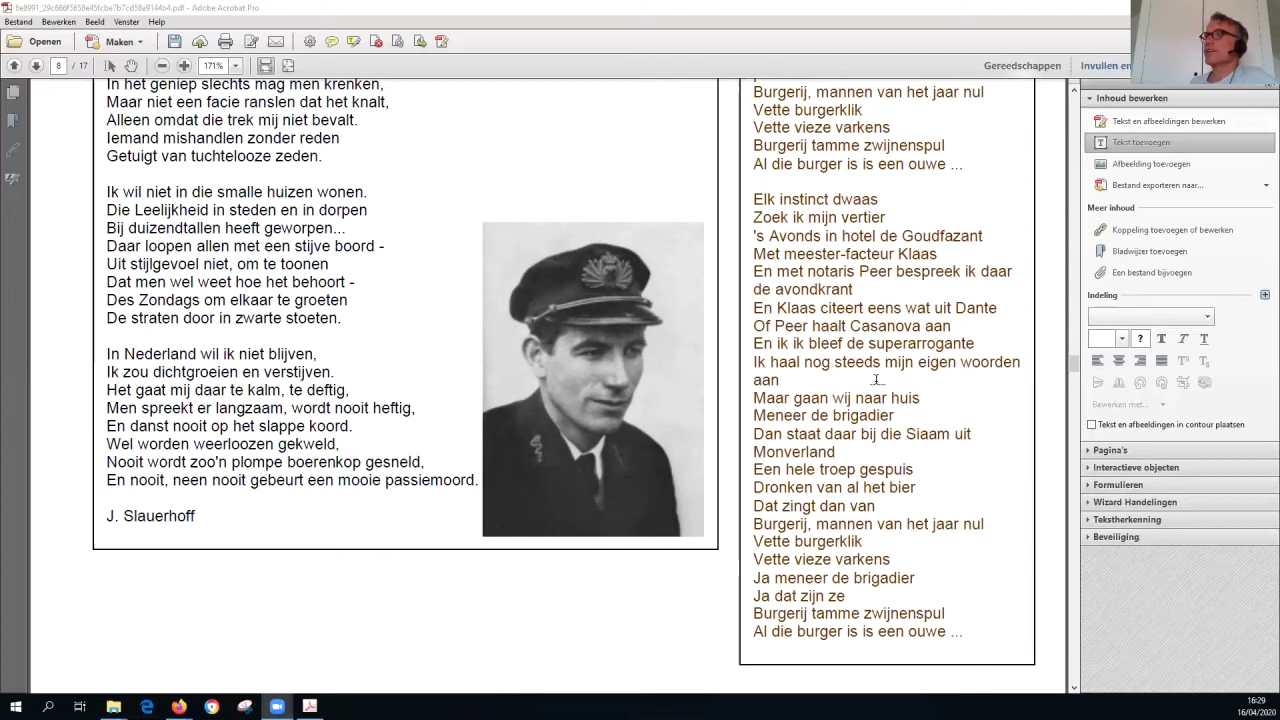 6e8991_29c686f5658e45fcbe7b7cd58a9144b4.pdf - Adobe Acrobat Pro
Bestand Bewerken Beeld Venster Help
Openen Maken
8 / 17 171% Gereedschappen Invullen en
In het geniep slechts mag men krenken,
Maar niet een facie ranslen dat het knalt,
Alleen omdat die trek mij niet bevalt.
Iemand mishandlen zonder reden
Getuigt van tuchtelooze zeden.
Ik wil niet in die smalle huizen wonen.
Die Leelijkheid in steden en in dorpen
Bij duizendtallen heeft geworpen...
Daar loopen allen met een stijve boord -
Uit stijlgevoel niet, om te toonen
Dat men wel weet hoe het behoort -
Des Zondags om elkaar te groeten
De straten door in zwarte stoeten.
In Nederland wil ik niet blijven,
Ik zou dichtgroeien en verstijven.
Het gaat mij daar te kalm, te deftig,
Men spreekt er langzaam, wordt nooit heftig,
En danst nooit op het slappe koord.
Wel worden weerloozen gekweld,
Nooit wordt zoo'n plompe boerenkop gesneld,
En nooit, neen nooit gebeurt een mooie passiemoord.
J. Slauerhoff
Burgerij, mannen van het jaar nul
Vette burgerklik
Vette vieze varkens
Burgerij tamme zwijnenspul
Al die burger is is een ouwe ...
Elk instinct dwaas
Zoek ik mijn vertier
's Avonds in hotel de Goudfazant
Met meester-facteur Klaas
En met notaris Peer bespreek ik daar
de avondkrant
En Klaas citeert eens wat uit Dante
Of Peer haalt Casanova aan
En ik ik bleef de superarrogante
Ik haal nog steeds mijn eigen woorden
aan
Maar gaan wij naar huis
Meneer de brigadier
Dan staat daar bij die Siaam uit
Monverland
Een hele troep gespuis
Dronken van al het bier
Dat zingt dan van
Burgerij, mannen van het jaar nul
Vette burgerklik
Vette vieze varkens
Ja meneer de brigadier
Ja dat zijn ze
Burgerij tamme zwijnenspul
Al die burger is is een ouwe ...
Inhoud bewerken
Tekst en afbeeldingen bewerken
Tekst toevoegen
Afbeelding toevoegen
Bestand exporteren naar...
Meer inhoud
Koppeling toevoegen of bewerken
Bladwijzer toevoegen
Een bestand bijvoegen
Indeling
Bewerken met...
Tekst en afbeeldingen in contour plaatsen
Pagina's
Interactieve objecten
Formulieren
Wizard Handelingen
Tekstherkenning
Beveiliging
16:29
16/04/2020